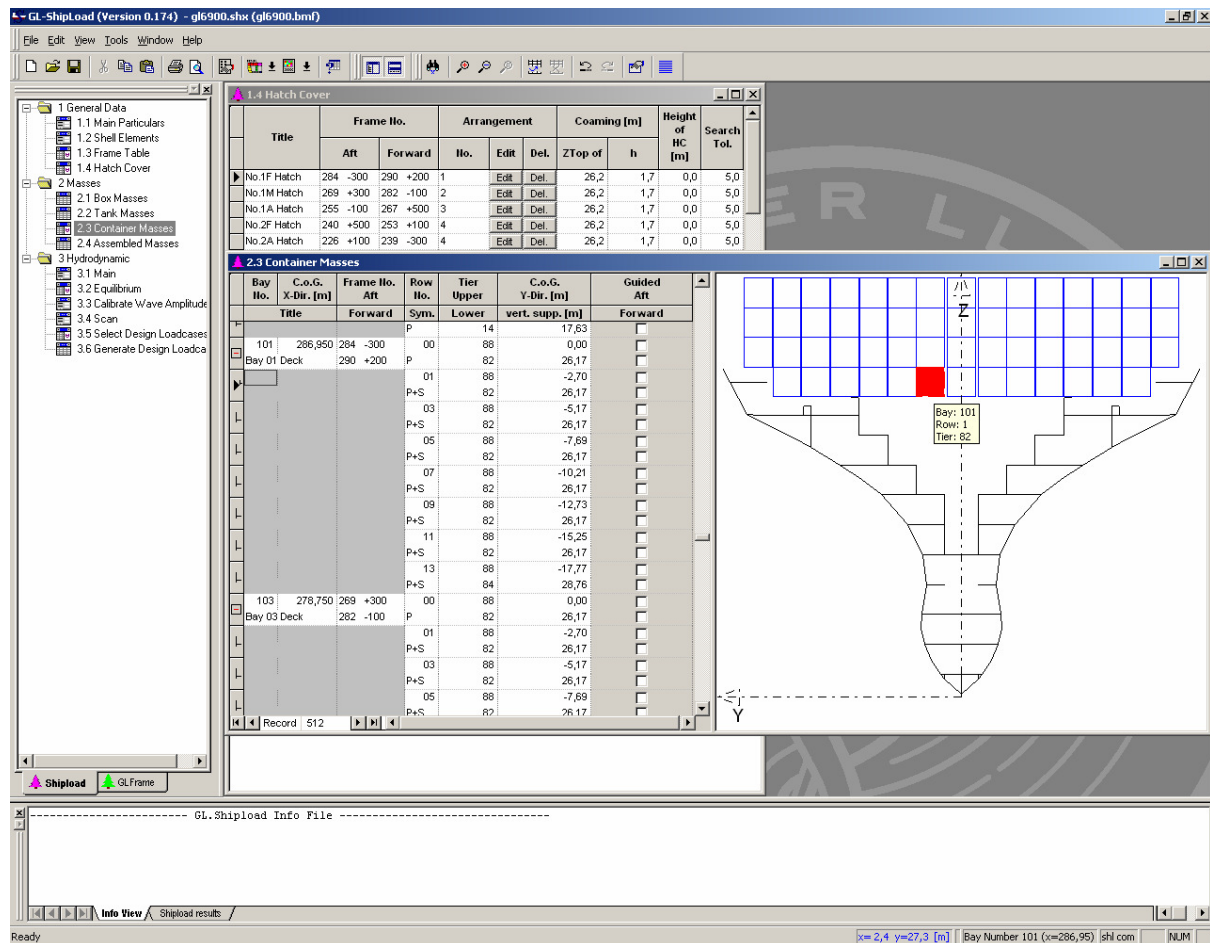 GL-ShipLoad (Version 0.174) - gl6900.shx (gl6900.bmf)
File Edit View Tools Window Help
1 General Data
1.1 Main Particulars
1.2 Shell Elements
1.3 Frame Table
1.4 Hatch Cover
2 Masses
2.1 Box Masses
2.2 Tank Masses
2.3 Container Masses
2.4 Assembled Masses
3 Hydrodynamic
3.1 Main
3.2 Equilibrium
3.3 Calibrate Wave Amplitude
3.4 Scan
3.5 Select Design Loadcases
3.6 Generate Design Loadca
Shipload GLFrame
1.4 Hatch Cover
Title Frame No. Arrangement Coaming [m] Height of HC [m] Search Tol.
Aft Forward No. Edit Del. ZTop of h
No.1F Hatch 284 -300 290 +200 1 Edit Del. 26,2 1,7 0,0 5,0
No.1M Hatch 269 +300 282 -100 2 Edit Del. 26,2 1,7 0,0 5,0
No.1A Hatch 255 -100 267 +500 3 Edit Del. 26,2 1,7 0,0 5,0
No.2F Hatch 240 +500 253 +100 4 Edit Del. 26,2 1,7 0,0 5,0
No.2A Hatch 226 +100 239 -300 4 Edit Del. 26,2 1,7 0,0 5,0
ER LL
2.3 Container Masses
Bay No. C.o.G. X-Dir. [m] Frame No. Aft Row No. Tier Upper C.o.G. Y-Dir. [m] Guided Aft
Title Forward Sym. Lower vert. supp. [m] Forward
P 14 17,63
101 286,950 284 -300 00 88 0,00
Bay 01 Deck 290 +200 P 82 26,17
01 88 -2,70
P+S 82 26,17
03 88 -5,17
P+S 82 26,17
05 88 -7,69
P+S 82 26,17
07 88 -10,21
P+S 82 26,17
09 88 -12,73
P+S 82 26,17
11 88 -15,25
P+S 82 26,17
13 88 -17,77
P+S 84 28,76
103 278,750 269 +300 00 88 0,00
Bay 03 Deck 282 -100 P 82 26,17
01 88 -2,70
P+S 82 26,17
03 88 -5,17
P+S 82 26,17
05 88 -7,69
P+S 82 26,17
Record 512
Z
Bay: 101
Row: 1
Tier: 82
Y
----------------------- GL.Shipload Info File --------------------------------
Info View Shipload results
Ready x= 2,4 y=27,3 [m] Bay Number 101 (x=286,95) shl com NUM